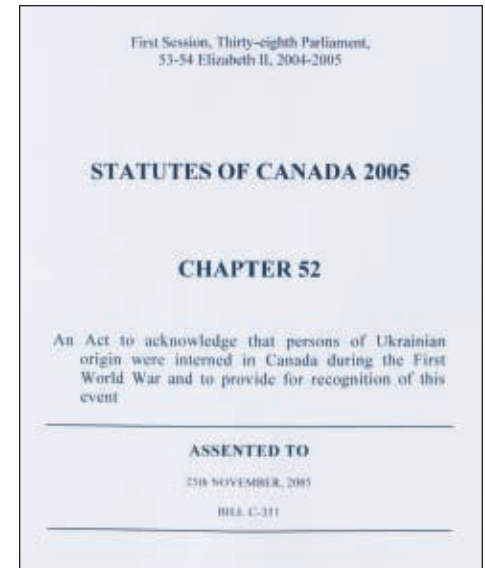 First Session, Thirty-eighth Parliament,
53-54 Elizabeth II, 2004-2005
STATUTES OF CANADA 2005
CHAPTER 52
An Act to acknowledge that persons of Ukrainian
origin were interned in Canada during the First
World War and to provide for recognition of this
event
ASSENTED TO
25th NOVEMBER, 2005
BILL C-331